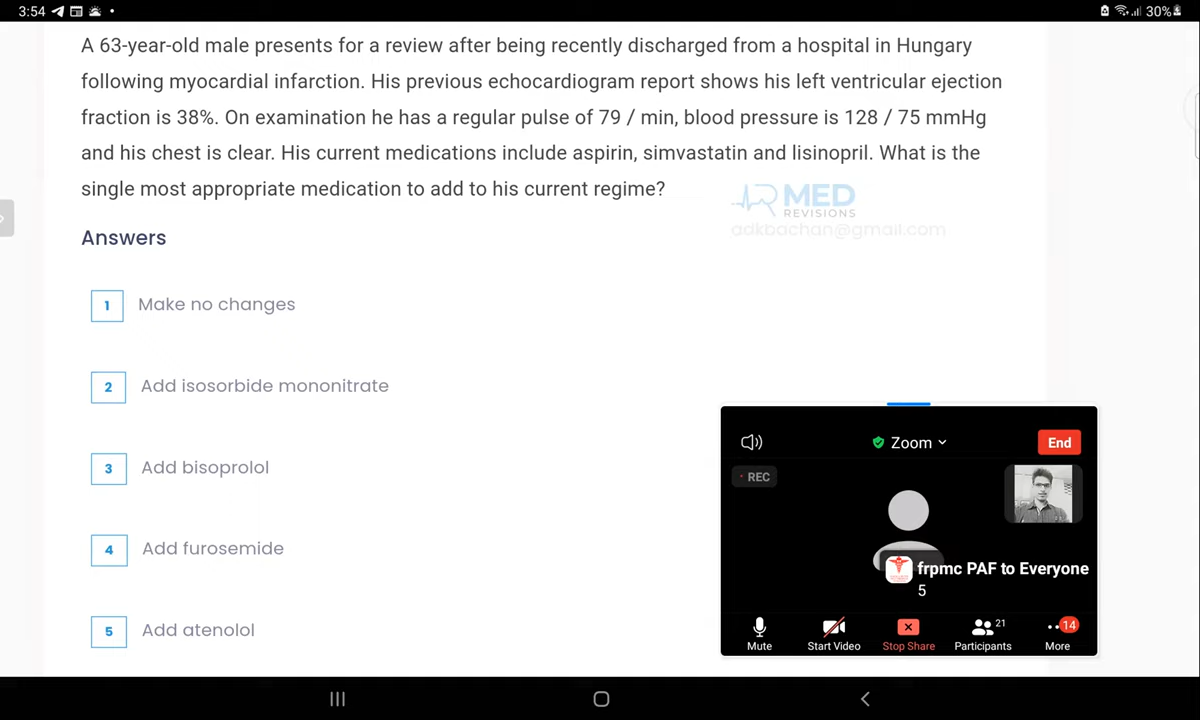 3:54
30%
A 63-year-old male presents for a review after being recently discharged from a hospital in Hungary
following myocardial infarction. His previous echocardiogram report shows his left ventricular ejection
fraction is 38%. On examination he has a regular pulse of 79 / min, blood pressure is 128 / 75 mmHg
and his chest is clear. His current medications include aspirin, simvastatin and lisinopril. What is the
single most appropriate medication to add to his current regime?
MED
REVISIONS
adkbachan@gmail.com
Answers
1 Make no changes
2 Add isosorbide mononitrate
3 Add bisoprolol
4 Add furosemide
5 Add atenolol
Zoom
End
REC
frpmc PAF to Everyone
5
21
14
Mute Start Video Stop Share Participants More